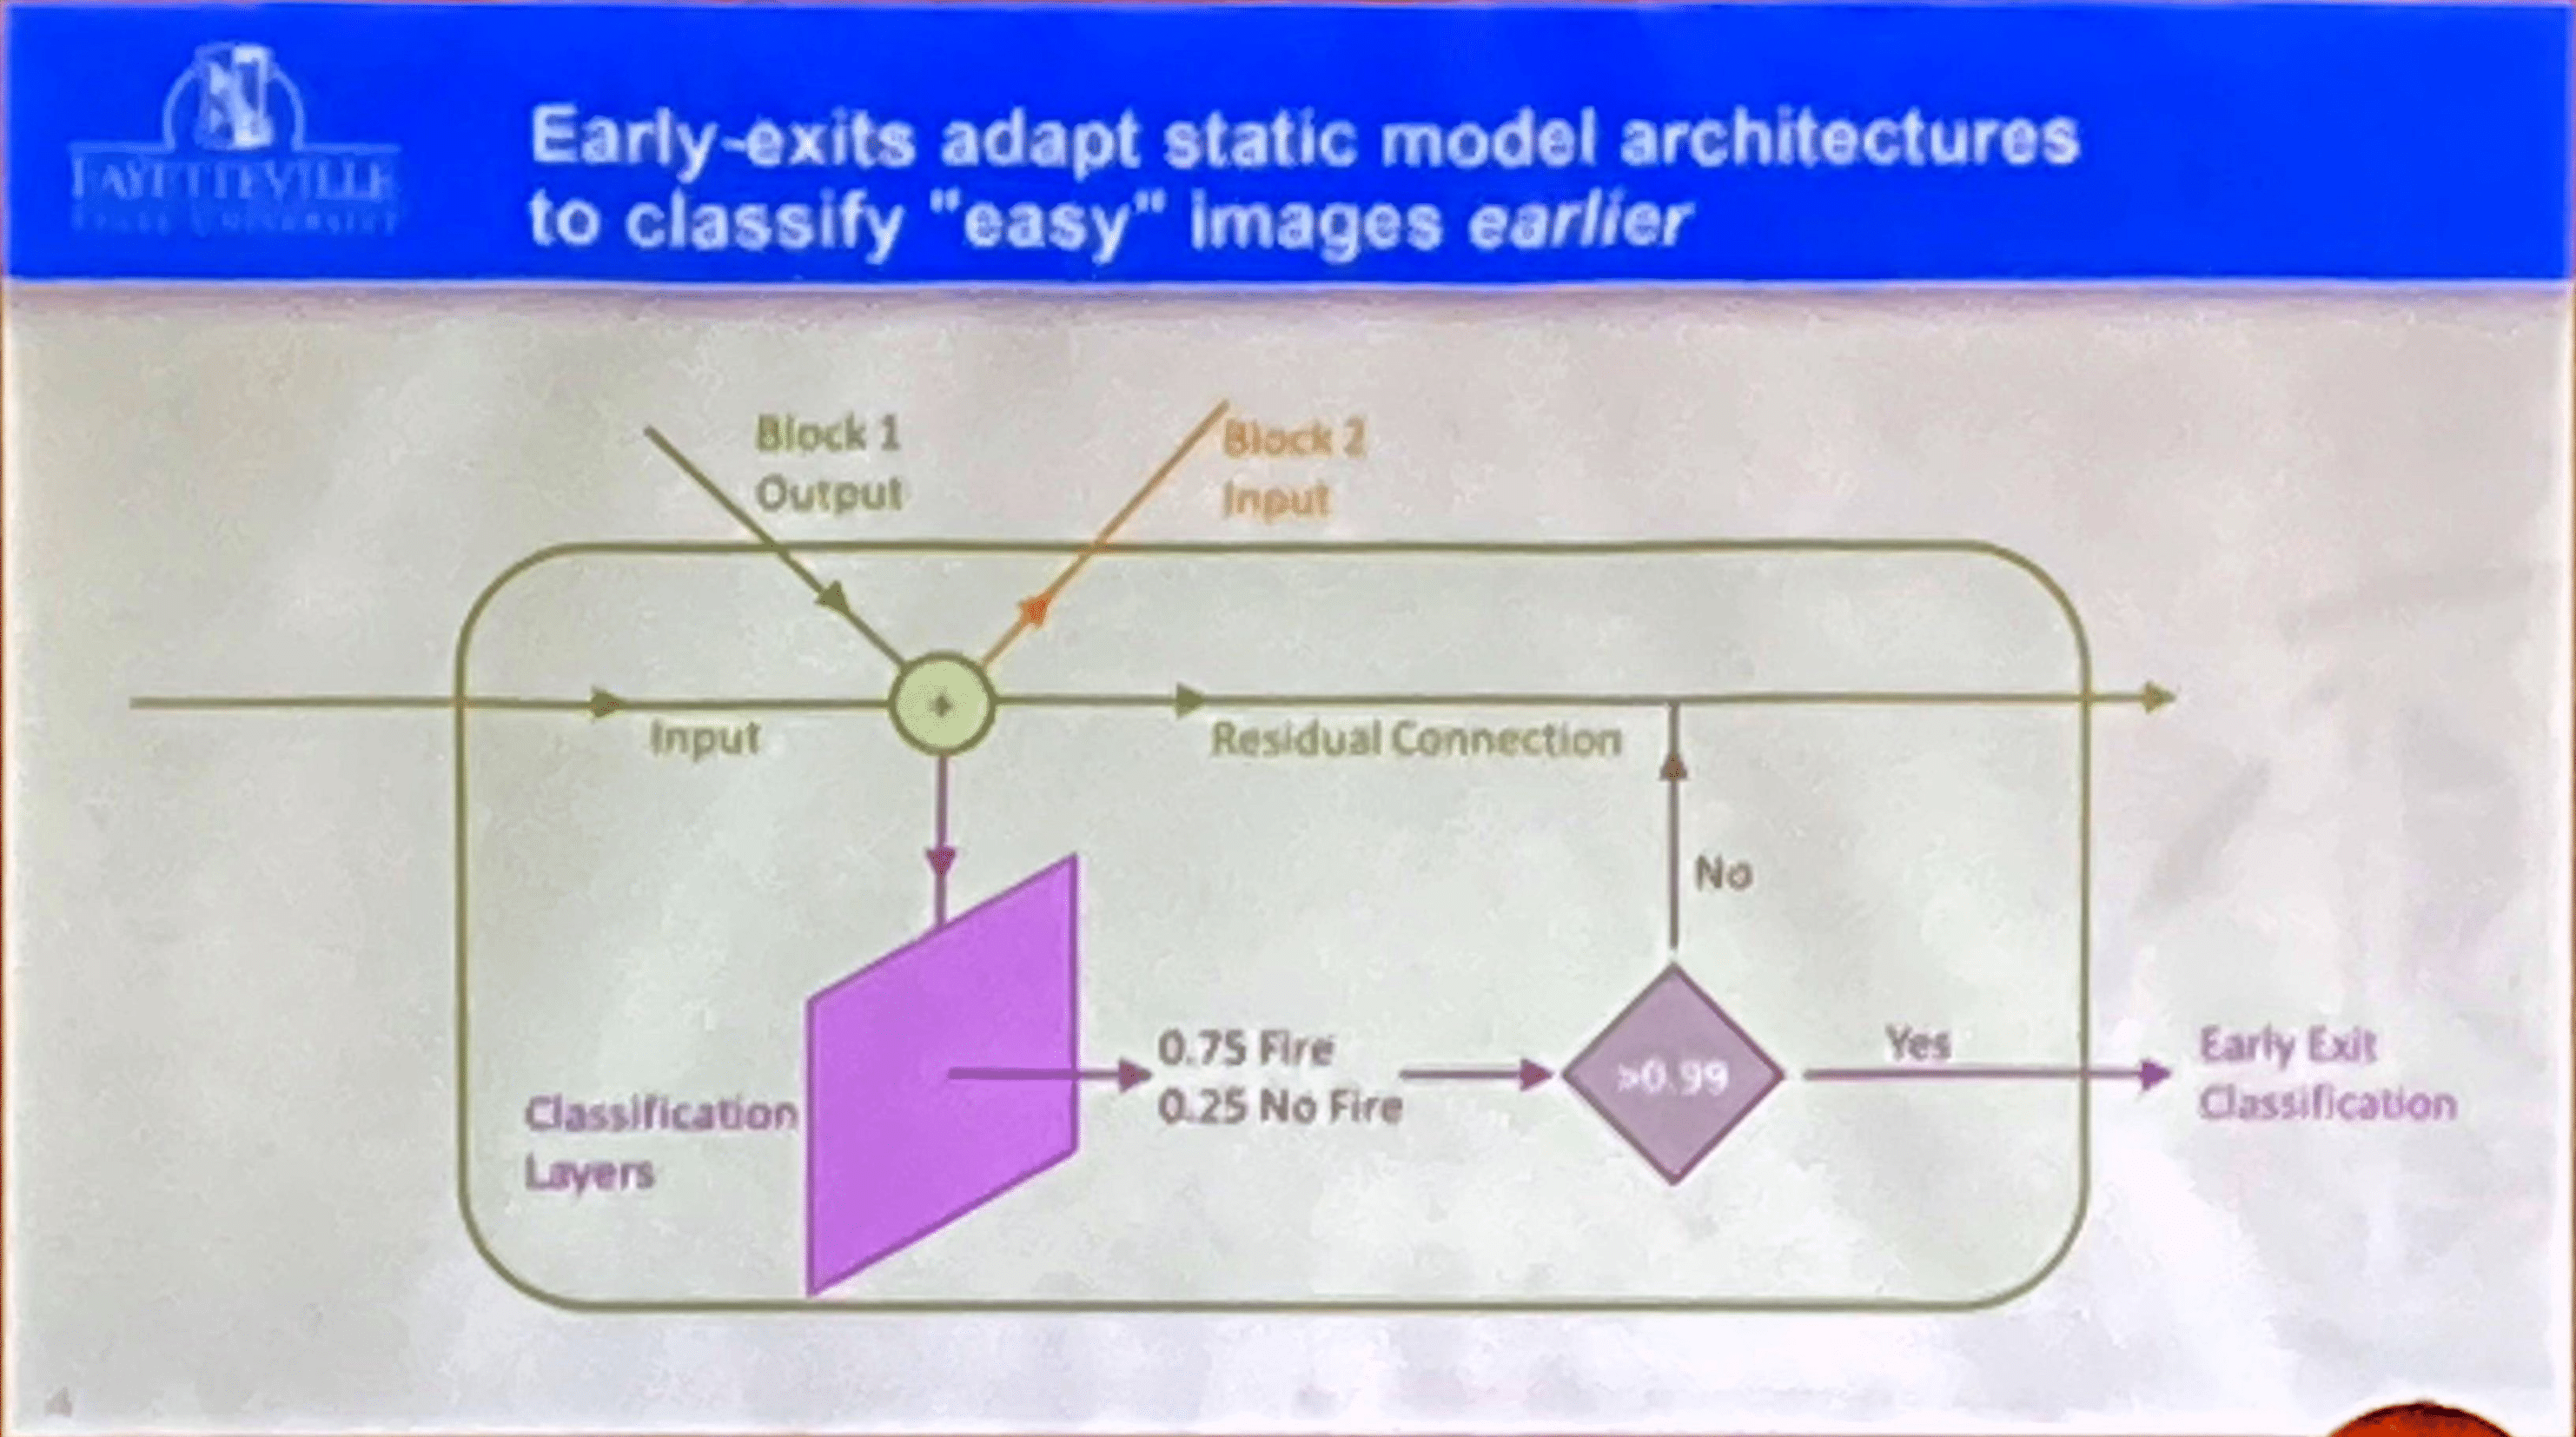 FAYETTEVILLE
STATE UNIVERSITY
Early-exits adapt static model architectures
to classify "easy" images earlier
Block 1
Output
Block 2
Input
+
Input
Residual Connection
No
Classification
Layers
0.75 Fire
0.25 No Fire
>0.99
Yes
Early Exit
Classification
4